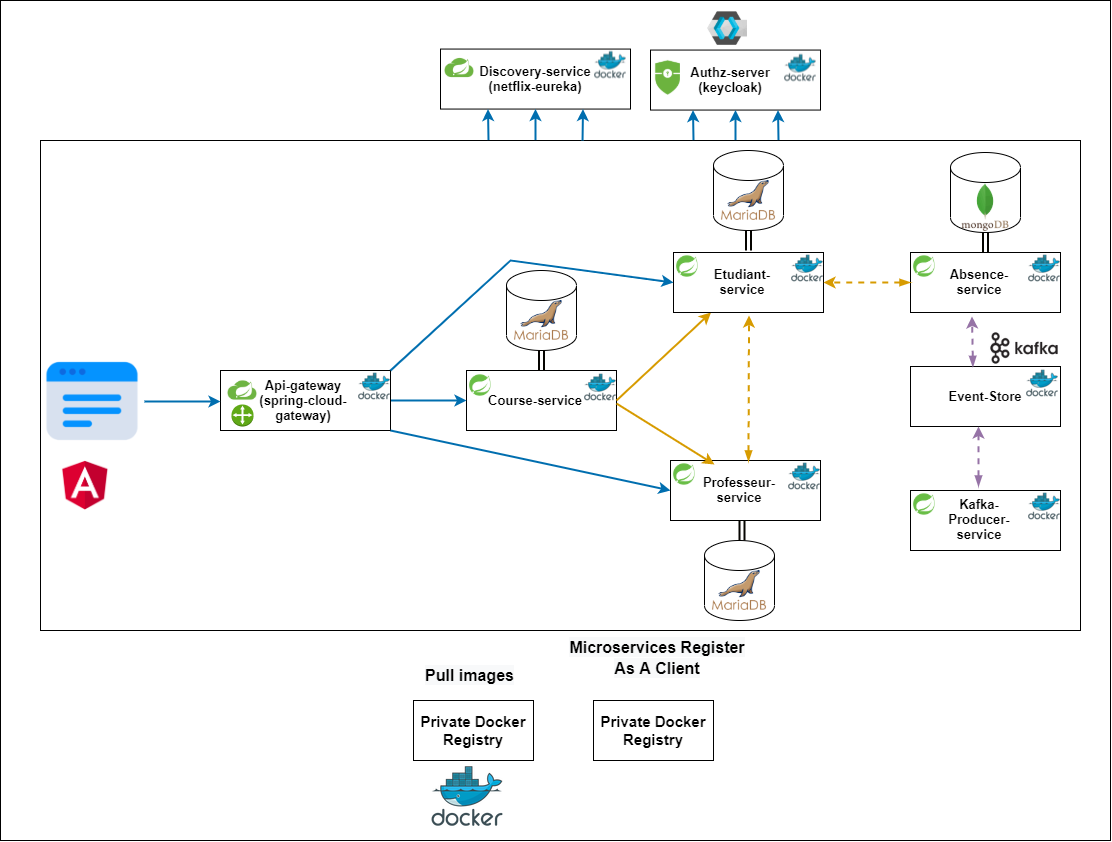 Discovery-service
(netflix-eureka)
docker
Authz-server
(keycloak)
docker
MariaDB
mongoDB
Etudiant-
service
docker
Absence-
service
docker
MariaDB
kafka
Api-gateway
(spring-cloud-
gateway)
docker
Course-service
docker
Event-Store
docker
Professeur-
service
docker
Kafka-
Producer-
service
docker
MariaDB
Microservices Register
As A Client
Pull images
Private Docker
Registry
Private Docker
Registry
docker